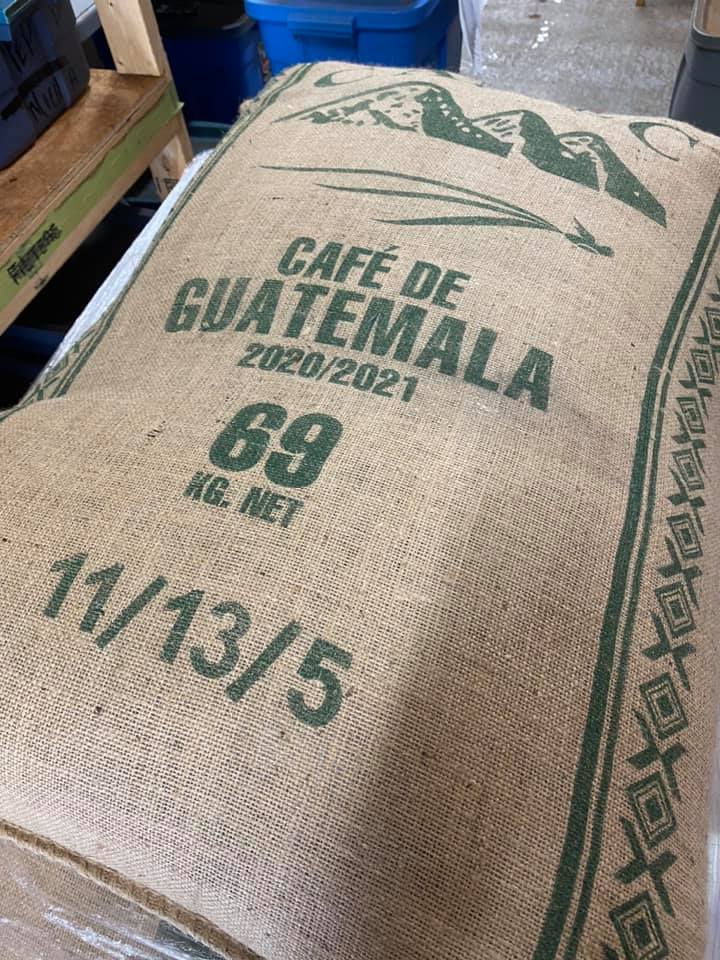 CAFÉ DE
GUATEMALA
2020/2021
69
KG. NET
11/13/5